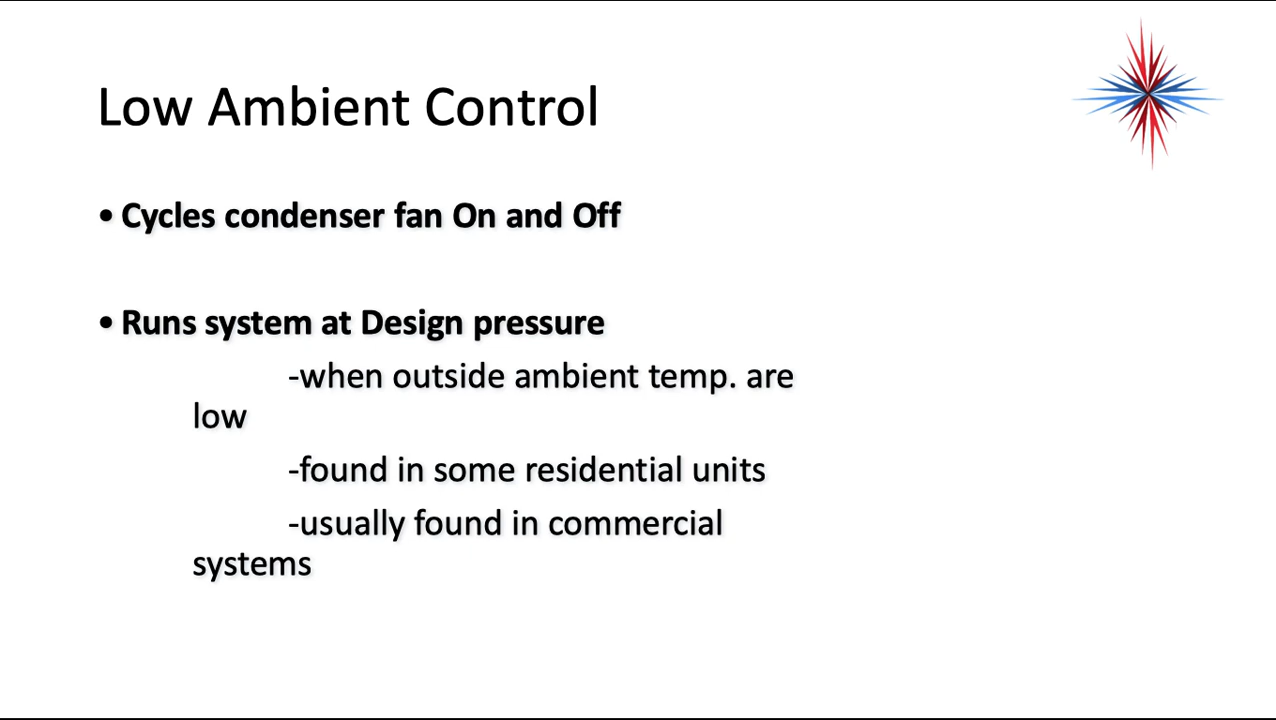 Low Ambient Control
• Cycles condenser fan On and Off
• Runs system at Design pressure
-when outside ambient temp. are
low
-found in some residential units
-usually found in commercial
systems